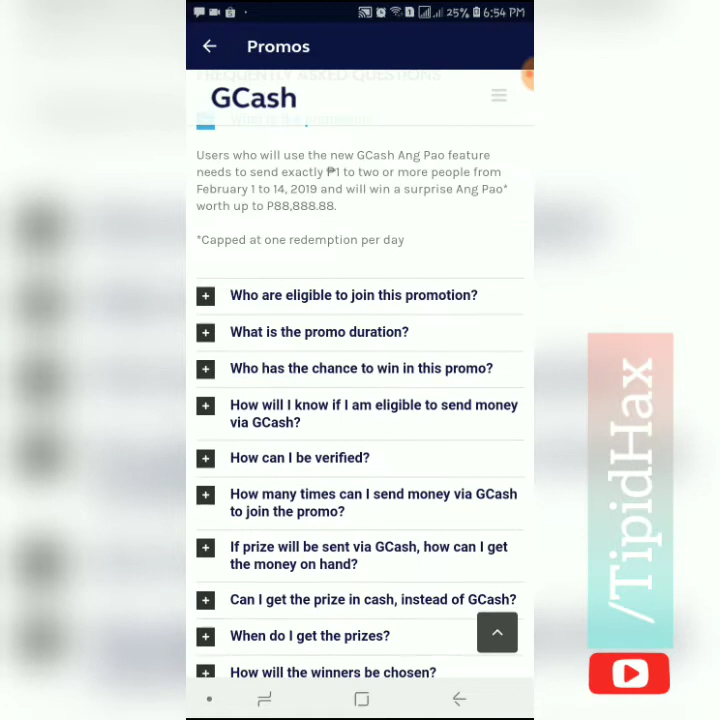 25% 6:54 PM
Promos
FREQUENTLY ASKED QUESTIONS
GCash
Users who will use the new GCash Ang Pao feature
needs to send exactly ₱1 to two or more people from
February 1 to 14, 2019 and will win a surprise Ang Pao*
worth up to P88,888.88.
*Capped at one redemption per day
Who are eligible to join this promotion?
What is the promo duration?
Who has the chance to win in this promo?
How will I know if I am eligible to send money
via GCash?
How can I be verified?
How many times can I send money via GCash
to join the promo?
If prize will be sent via GCash, how can I get
the money on hand?
Can I get the prize in cash, instead of GCash?
When do I get the prizes?
How will the winners be chosen?
/TipidHax